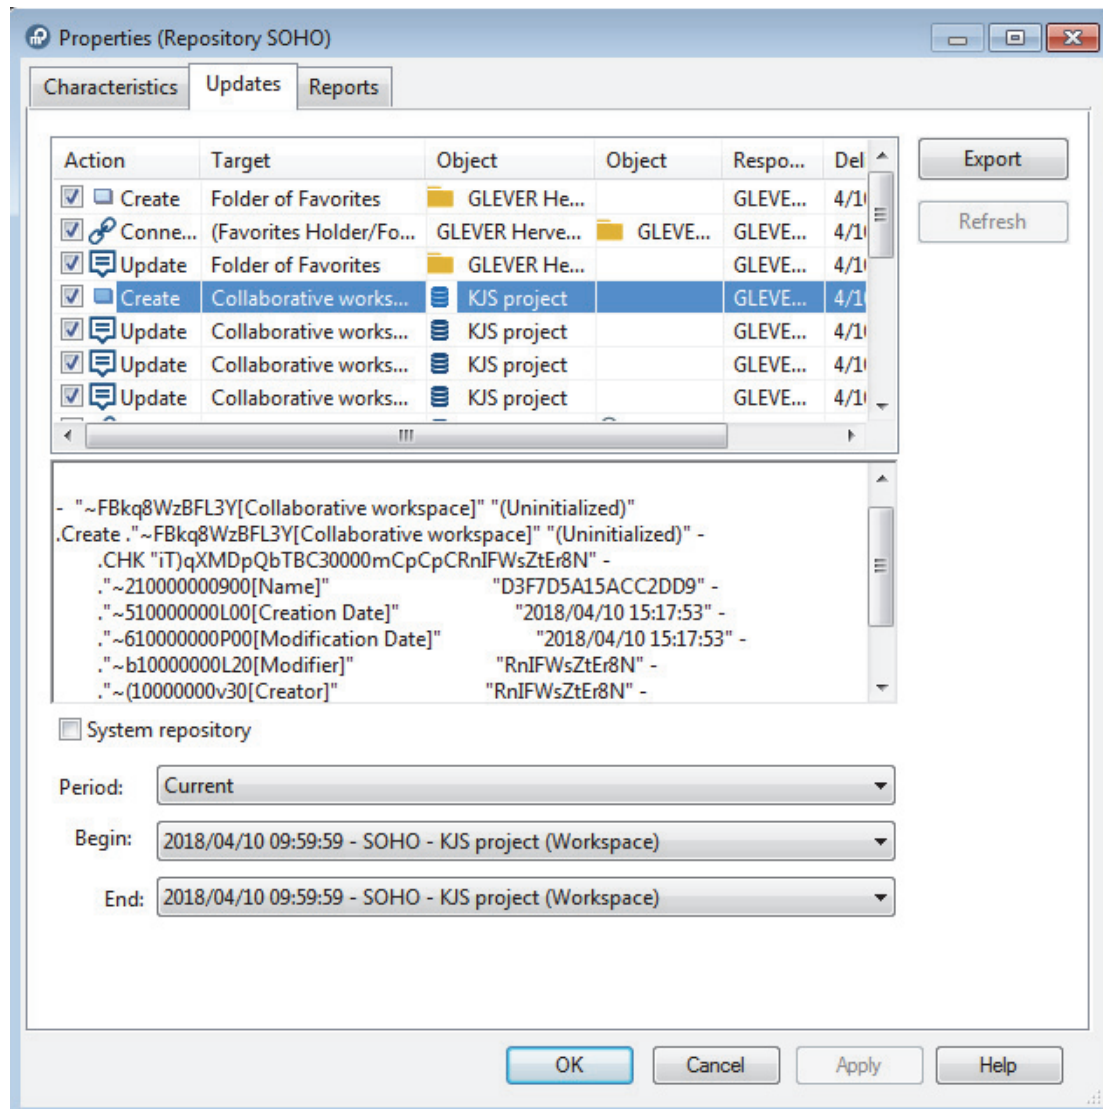 Properties (Repository SOHO)
Characteristics Updates Reports
Action Target Object Object Respo... Del
Export
Create Folder of Favorites GLEVER He... GLEVE... 4/1
Refresh
Conne... (Favorites Holder/Fo... GLEVER Herve... GLEVE... GLEVE... 4/1
Update Folder of Favorites GLEVER He... GLEVE... 4/1
Create Collaborative works... KJS project GLEVE... 4/1
Update Collaborative works... KJS project GLEVE... 4/1
Update Collaborative works... KJS project GLEVE... 4/1
Update Collaborative works... KJS project GLEVE... 4/1
- "~FBkq8WzBFL3Y[Collaborative workspace]" "(Uninitialized)"
.Create ."~FBkq8WzBFL3Y[Collaborative workspace]" "(Uninitialized)" -
.CHK "iT)qXMDpQbTBC30000mCpCpCRnIFWsZtEr8N" -
."~210000000900[Name]" "D3F7D5A15ACC2DD9" -
."~510000000L00[Creation Date]" "2018/04/10 15:17:53" -
."~610000000P00[Modification Date]" "2018/04/10 15:17:53" -
."~b10000000L20[Modifier]" "RnIFWsZtEr8N" -
."~(10000000v30[Creator]" "RnIFWsZtEr8N" -
System repository
Period: Current
Begin: 2018/04/10 09:59:59 - SOHO - KJS project (Workspace)
End: 2018/04/10 09:59:59 - SOHO - KJS project (Workspace)
OK Cancel Apply Help